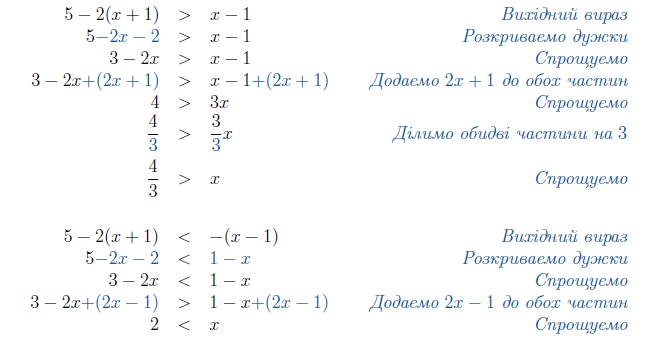 5 − 2(x + 1) > x − 1 Вихідний вираз
5−2x − 2 > x − 1 Розкриваємо дужски
3 − 2x > x − 1 Спрощуємо
3 − 2x+(2x + 1) > x − 1+(2x + 1) Додаємо 2x + 1 до обох частин
4 > 3x Спрощуємо
4/3 > 3/3 x Ділимо обидві частини на 3
4/3 > x Спрощуємо
5 − 2(x + 1) < −(x − 1) Вихідний вираз
5−2x − 2 < 1 − x Розкриваємо дужски
3 − 2x < 1 − x Спрощуємо
3 − 2x+(2x − 1) > 1 − x+(2x − 1) Додаємо 2x − 1 до обох частин
2 < x Спрощуємо